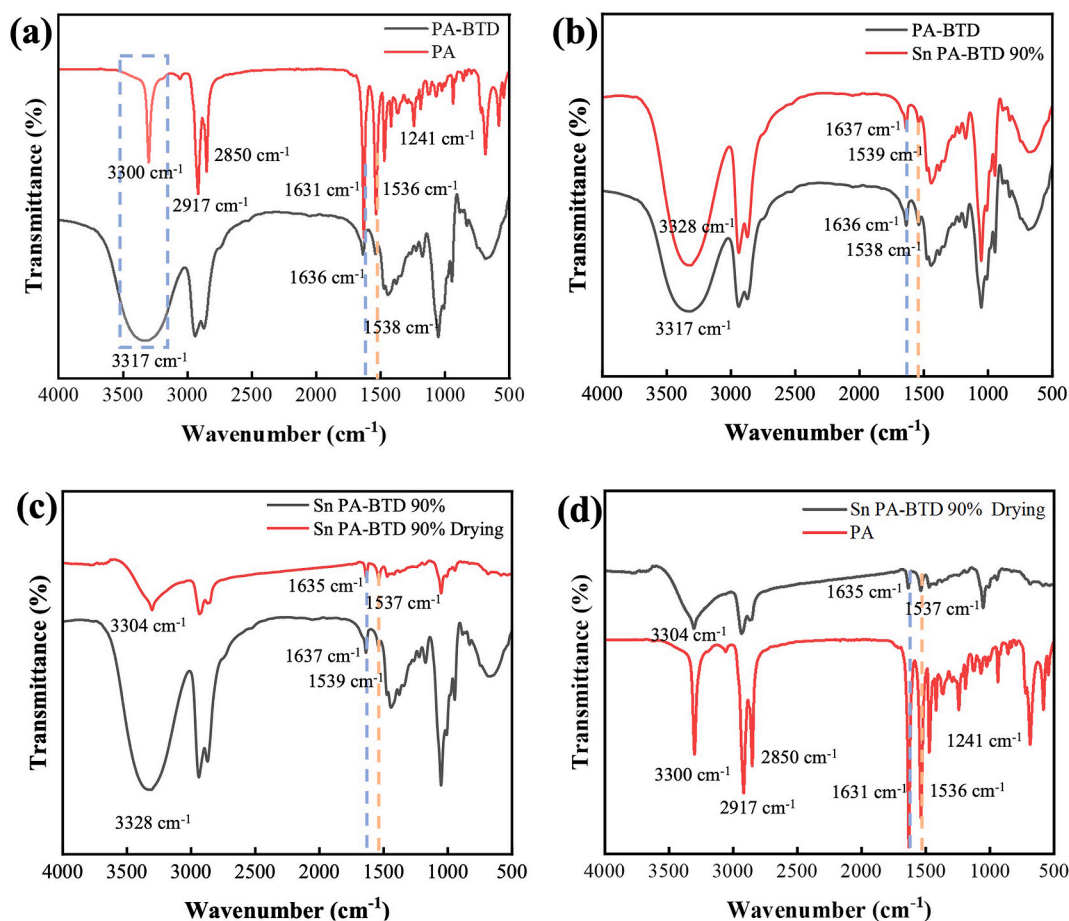 (a)
PA-BTD
PA
3300 cm⁻¹
2850 cm⁻¹
2917 cm⁻¹
1631 cm⁻¹
1536 cm⁻¹
1241 cm⁻¹
1636 cm⁻¹
1538 cm⁻¹
3317 cm⁻¹
Transmittance (%)
4000 3500 3000 2500 2000 1500 1000 500
Wavenumber (cm⁻¹)
(b)
PA-BTD
Sn PA-BTD 90%
1637 cm⁻¹
1539 cm⁻¹
3328 cm⁻¹
1636 cm⁻¹
1538 cm⁻¹
3317 cm⁻¹
Transmittance (%)
4000 3500 3000 2500 2000 1500 1000 500
Wavenumber (cm⁻¹)
(c)
Sn PA-BTD 90%
Sn PA-BTD 90% Drying
1635 cm⁻¹
1537 cm⁻¹
3304 cm⁻¹
1637 cm⁻¹
1539 cm⁻¹
3328 cm⁻¹
Transmittance (%)
4000 3500 3000 2500 2000 1500 1000 500
Wavenumber (cm⁻¹)
(d)
Sn PA-BTD 90% Drying
PA
1635 cm⁻¹
1537 cm⁻¹
3304 cm⁻¹
3300 cm⁻¹
2850 cm⁻¹
2917 cm⁻¹
1631 cm⁻¹
1536 cm⁻¹
1241 cm⁻¹
Transmittance (%)
4000 3500 3000 2500 2000 1500 1000 500
Wavenumber (cm⁻¹)